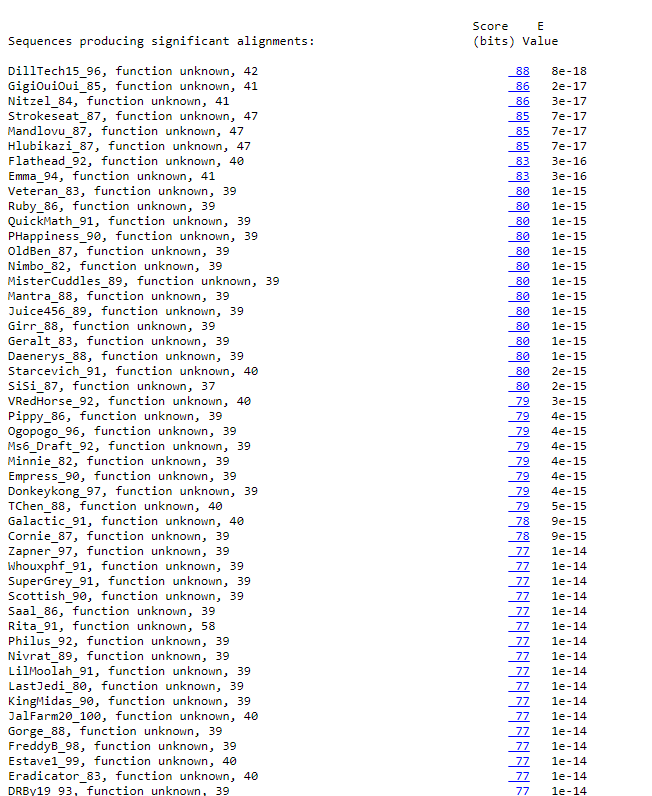 Score E
Sequences producing significant alignments: (bits) Value
DillTech15_96, function unknown, 42 88 8e-18
GigiOuiOui_85, function unknown, 41 86 2e-17
Nitzel_84, function unknown, 41 86 3e-17
Strokeseat_87, function unknown, 47 85 7e-17
Mandlovu_87, function unknown, 47 85 7e-17
Hlubikazi_87, function unknown, 47 85 7e-17
Flathead_92, function unknown, 40 83 3e-16
Emma_94, function unknown, 41 83 3e-16
Veteran_83, function unknown, 39 80 1e-15
Ruby_86, function unknown, 39 80 1e-15
QuickMath_91, function unknown, 39 80 1e-15
PHappiness_90, function unknown, 39 80 1e-15
OldBen_87, function unknown, 39 80 1e-15
Nimbo_82, function unknown, 39 80 1e-15
MisterCuddles_89, function unknown, 39 80 1e-15
Mantra_88, function unknown, 39 80 1e-15
Juice456_89, function unknown, 39 80 1e-15
Girr_88, function unknown, 39 80 1e-15
Geralt_83, function unknown, 39 80 1e-15
Daenerys_88, function unknown, 39 80 1e-15
Starcevich_91, function unknown, 40 80 2e-15
SiSi_87, function unknown, 37 80 2e-15
VRedHorse_92, function unknown, 40 79 3e-15
Pippy_86, function unknown, 39 79 4e-15
Ogopogo_96, function unknown, 39 79 4e-15
Ms6_Draft_92, function unknown, 39 79 4e-15
Minnie_82, function unknown, 39 79 4e-15
Empress_90, function unknown, 39 79 4e-15
Donkeykong_97, function unknown, 39 79 4e-15
TChen_88, function unknown, 40 79 5e-15
Galactic_91, function unknown, 40 78 9e-15
Cornie_87, function unknown, 39 78 9e-15
Zapner_97, function unknown, 39 77 1e-14
Whouxphf_91, function unknown, 39 77 1e-14
SuperGrey_91, function unknown, 39 77 1e-14
Scottish_90, function unknown, 39 77 1e-14
Saal_86, function unknown, 39 77 1e-14
Rita_91, function unknown, 58 77 1e-14
Philus_92, function unknown, 39 77 1e-14
Nivrat_89, function unknown, 39 77 1e-14
LilMoolah_91, function unknown, 39 77 1e-14
LastJedi_80, function unknown, 39 77 1e-14
KingMidas_90, function unknown, 39 77 1e-14
JalFarm20_100, function unknown, 40 77 1e-14
Gorge_88, function unknown, 39 77 1e-14
FreddyB_98, function unknown, 39 77 1e-14
Estave1_99, function unknown, 40 77 1e-14
Eradicator_83, function unknown, 40 77 1e-14
DRBy19_93, function unknown, 39 77 1e-14